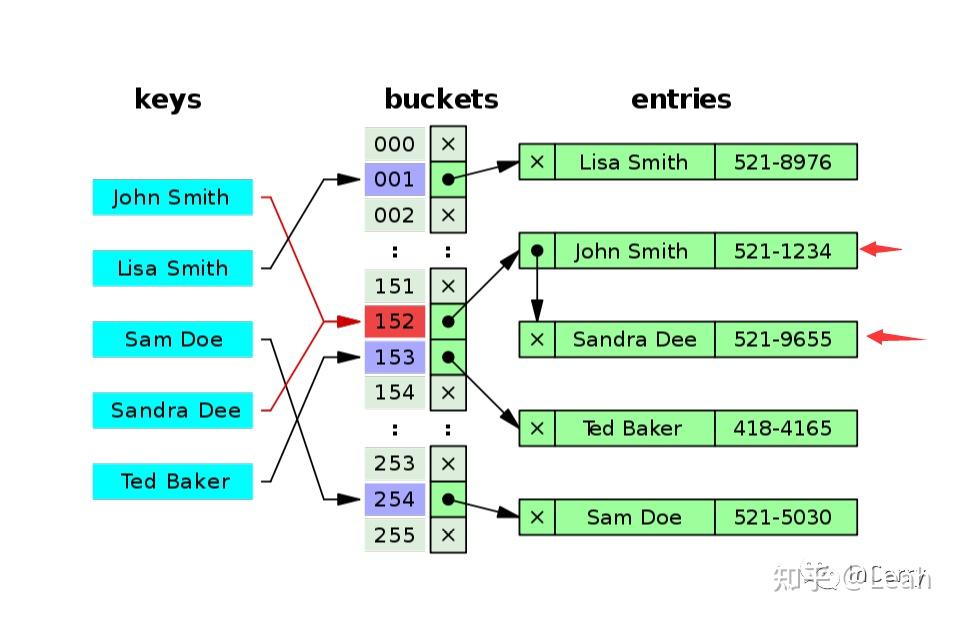 keys buckets entries
000 ×
001 × Lisa Smith 521-8976
John Smith
002 ×
: : × John Smith 521-1234
Lisa Smith
151 ×
152
Sam Doe × Sandra Dee 521-9655
153
154 ×
Sandra Dee
: : × Ted Baker 418-4165
253 ×
Ted Baker
254 × Sam Doe 521-5030
255 ×
知乎 @Leah